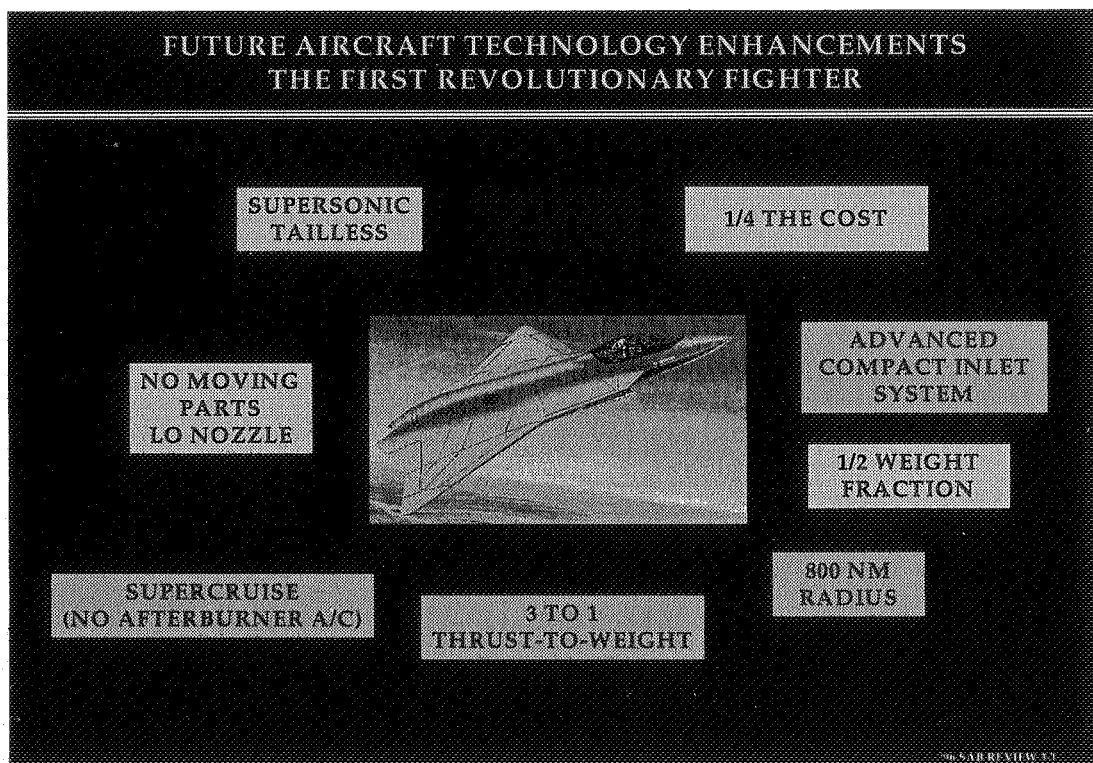 FUTURE AIRCRAFT TECHNOLOGY ENHANCEMENTS
THE FIRST REVOLUTIONARY FIGHTER
SUPERSONIC
TAILLESS
1/4 THE COST
NO MOVING
PARTS
LO NOZZLE
ADVANCED
COMPACT INLET
SYSTEM
1/2 WEIGHT
FRACTION
SUPERCRUISE
(NO AFTERBURNER A/C)
3 TO 1
THRUST-TO-WEIGHT
800 NM
RADIUS
SAB REVIEW